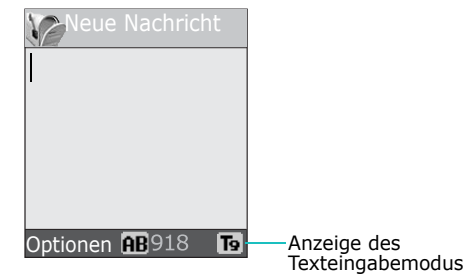 Neue Nachricht
Optionen AB 918 T9
Anzeige des
Texteingabemodus